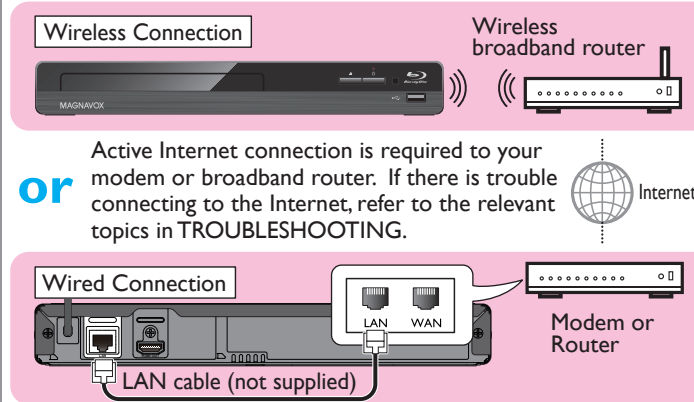 Wireless Connection
Wireless
broadband router
MAGNAVOX
or
Active Internet connection is required to your
modem or broadband router. If there is trouble
connecting to the Internet, refer to the relevant
topics in TROUBLESHOOTING.
Internet
Wired Connection
LAN WAN
Modem or
Router
LAN cable (not supplied)